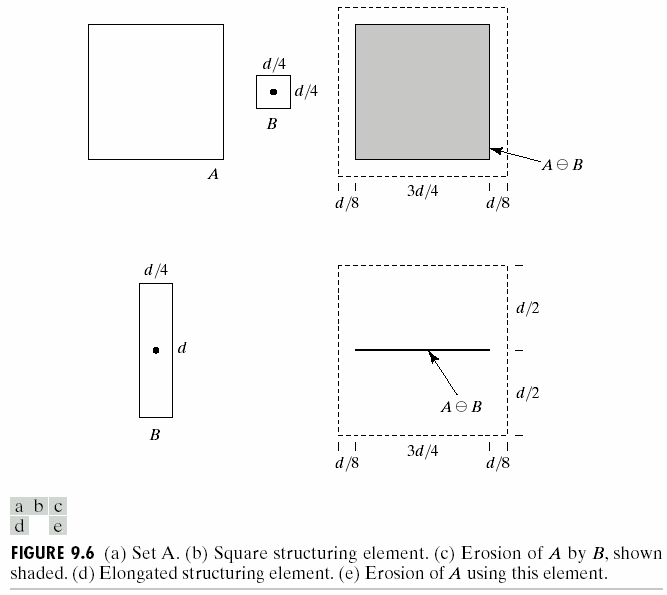 d/4
d/4
B
A
A ⊖ B
d/8
3d/4
d/8
d/4
d
B
d/2
d/2
A ⊖ B
d/8
3d/4
d/8
a b c
d e
FIGURE 9.6 (a) Set A. (b) Square structuring element. (c) Erosion of A by B, shown
shaded. (d) Elongated structuring element. (e) Erosion of A using this element.